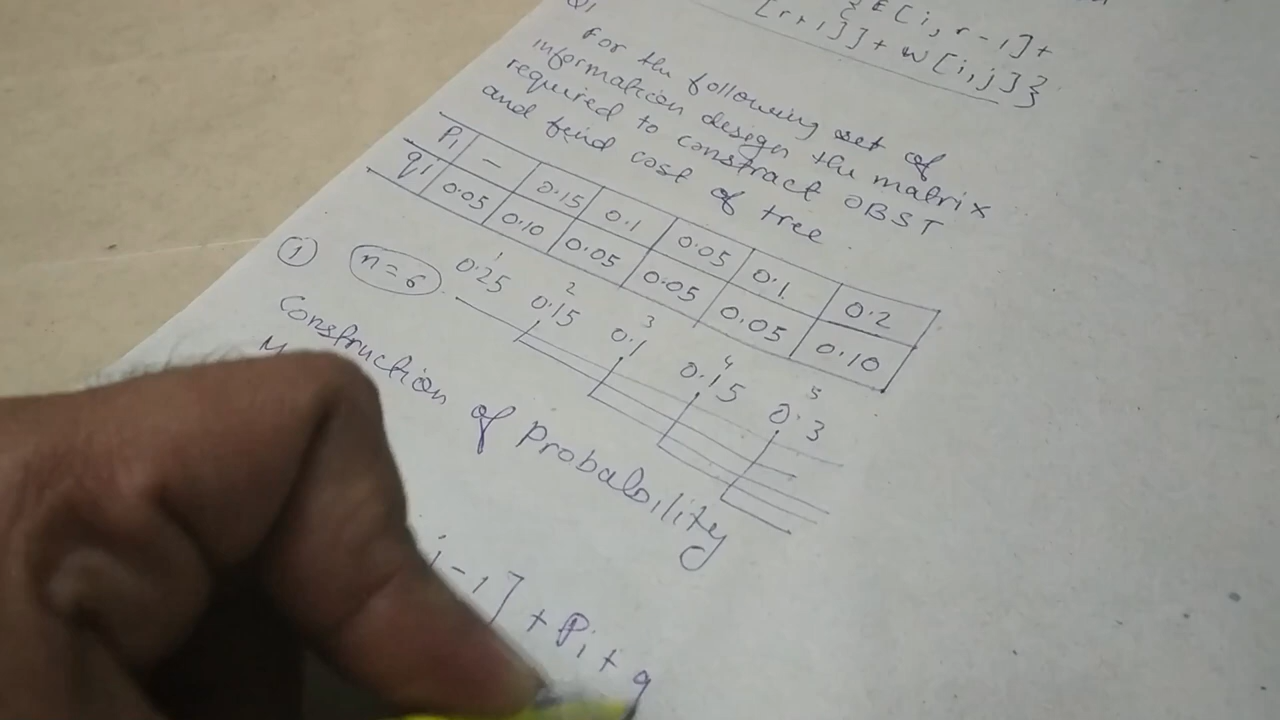 Q1
{ E[i, r-1]+
[r+1]] + w[i,j]}
For the following set of
information design the matrix
required to construct OBST
and find cost of tree.
Pi - 0.15 0.1 0.05 0.1 0.2
qi 0.05 0.10 0.05 0.05 0.05 0.10
1 2 3 4 5
① n=6 0.25 0.15 0.1 0.15 0.3
Construction of Probability
M
j-1] + Pi + q